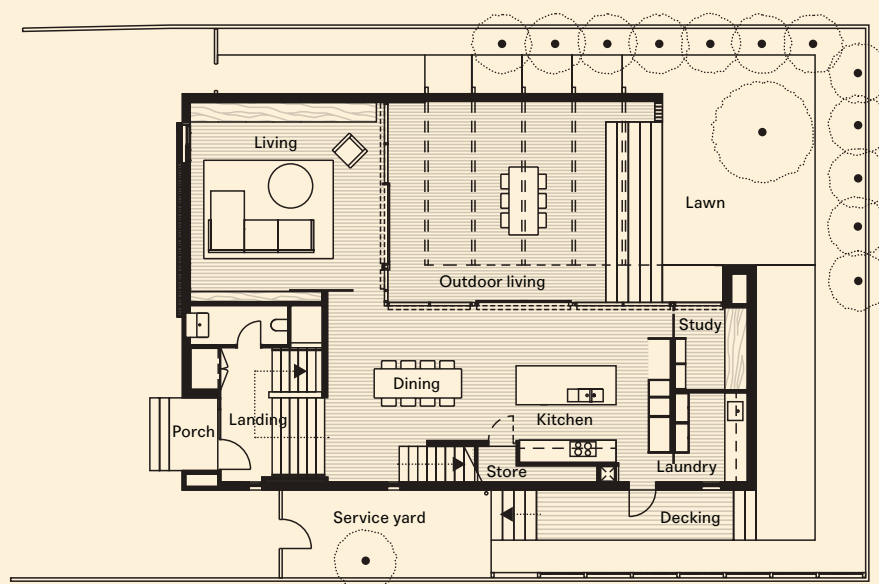 Living
Lawn
Outdoor living
Study
Dining
Landing
Porch
Kitchen
Store
Laundry
Service yard
Decking